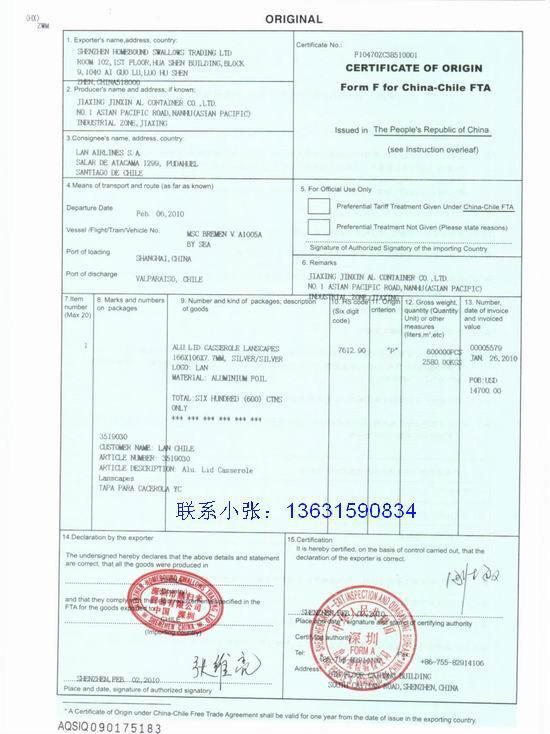 ORIGINAL
1. Exporter's name,address, country:
SHENZHEN HOMEBOUND SWALLOWS TRADING LTD
ROOM 102,1ST FLOOR,HUA SHEN BUILDING,BLOCK
9,1040 AI GUO LU,LUO HU SHEN
ZHEN,CHINA518000
Certificate No.:
F10470ZC38510001
CERTIFICATE OF ORIGIN
Form F for China-Chile FTA
2. Producer's name and address, if known:
JIAXING JINXIN AL CONTAINER CO.,LTD.
NO.1 ASIAN PACIFIC ROAD,NANHU(ASIAN PACIFIC)
INDUSTRIAL ZONE,JIAXING
Issued in The People's Republic of China
(see Instruction overleaf)
3.Consignee's name, address, country:
LAN AIRLINES S.A.
SALAR DE ATACAMA 1299, PUDAHUEL
SANTIAGO DE CHILE
4.Means of transport and route (as far as known)
Departure Date
Feb. 06,2010
Vessel /Flight/Train/Vehicle No.
MSC BREMEN V.A1005A
BY SEA
Port of loading
SHANGHAI,CHINA
Port of discharge
VALPARAISO, CHILE
5. For Official Use Only
Preferential Tariff Treatment Given Under China-Chile FTA
Preferential Treatment Not Given (Please state reasons)
Signature of Authorized Signatory of the importing Country
6. Remarks
JIAXING JINXIN AL CONTAINER CO.,LTD.
NO.1 ASIAN PACIFIC ROAD,NANHU(ASIAN PACIFIC)
INDUSTRIAL ZONE,JIAXING
7.Item number (Max 20)
8. Marks and numbers on packages
9. Number and kind of packages; description of goods
10. HS code (Six digit code)
11. Origin criterion
12. Gross weight, quantity (Quantity Unit) or other measures (liters,m³,etc)
13. Number, date of invoice and invoiced value
1
ALU LID CASSEROLE LANSCAPES
166X106X7.7MM, SILVER/SILVER
LOGO: LAN
MATERIAL: ALUMINIUM FOIL
7612.90
"P"
600000PCS
2580.00KGS
00005579
JAN. 26,2010
FOB:USD
14700.00
TOTAL:SIX HUNDRED (600) CTNS
ONLY
*** *** *** *** *** *** ***
3519030
CUSTOMER NAME: LAN CHILE
ARTICLE NUMBER: 3519030
ARTICLE DESCRIPTION: Alu. Lid Casserole
Lanscapes
TAPA PARA CACEROLA YC
联系小张：13631590834
14.Declaration by the exporter
The undersigned hereby declares that the above details and statement
are correct, that all the goods were produced in
and that they comply with the origin requirements specified in the
FTA for the goods exported to
CHILE
(Importing country)
张维亮
SHENZHEN, FEB. 02,2010
Place and date, signature of authorized signatory
15.Certification
It is hereby certified, on the basis of control carried out, that the
declaration of the exporter is correct.
Place and date, signature and stamp of certifying authority
Certifying authority
深圳
FORM A
Tel:
Fax: +86-755-82914106
Address:
SHENZHEN, CHINA
* A Certificate of Origin under China-Chile Free Trade Agreement shall be valid for one year from the date of issue in the exporting country.
AQSIQ090175183